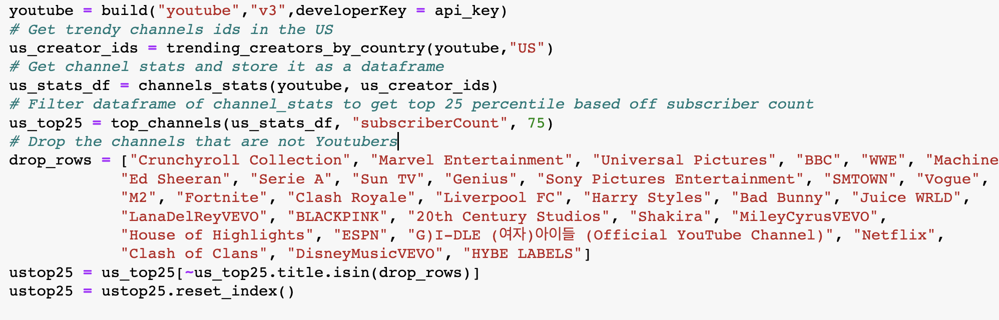 youtube = build("youtube","v3",developerKey = api_key)
# Get trendy channels ids in the US
us_creator_ids = trending_creators_by_country(youtube,"US")
# Get channel stats and store it as a dataframe
us_stats_df = channels_stats(youtube, us_creator_ids)
# Filter dataframe of channel_stats to get top 25 percentile based off subscriber count
us_top25 = top_channels(us_stats_df, "subscriberCount", 75)
# Drop the channels that are not Youtubers
drop_rows = ["Crunchyroll Collection", "Marvel Entertainment", "Universal Pictures", "BBC", "WWE", "Machine
"Ed Sheeran", "Serie A", "Sun TV", "Genius", "Sony Pictures Entertainment", "SMTOWN", "Vogue",
"M2", "Fortnite", "Clash Royale", "Liverpool FC", "Harry Styles", "Bad Bunny", "Juice WRLD",
"LanaDelReyVEVO", "BLACKPINK", "20th Century Studios", "Shakira", "MileyCyrusVEVO",
"House of Highlights", "ESPN", "G)I-DLE (여자)아이들 (Official YouTube Channel)", "Netflix",
"Clash of Clans", "DisneyMusicVEVO", "HYBE LABELS"]
ustop25 = us_top25[~us_top25.title.isin(drop_rows)]
ustop25 = ustop25.reset_index()